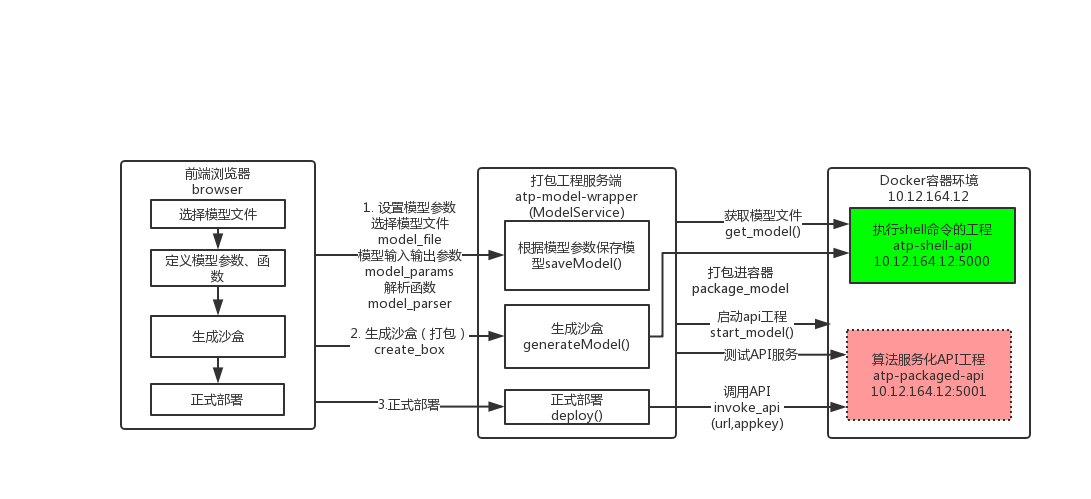 前端浏览器
browser
选择模型文件
定义模型参数、函
数
生成沙盒
正式部署
1. 设置模型参数
选择模型文件
model_file
模型输入输出参数
model_params
解析函数
model_parser
2. 生成沙盒（打包）
create_box
3.正式部署
打包工程服务端
atp-model-wrapper
(ModelService)
根据模型参数保存模
型saveModel()
生成沙盒
generateModel()
正式部署
deploy()
获取模型文件
get_model()
打包进容器
package_model
启动api工程
start_model()
测试API服务
调用API
invoke_api
(url,appkey)
Docker容器环境
10.12.164.12
执行shell命令的工程
atp-shell-api
10.12.164.12:5000
算法服务化API工程
atp-packaged-api
10.12.164.12:5001